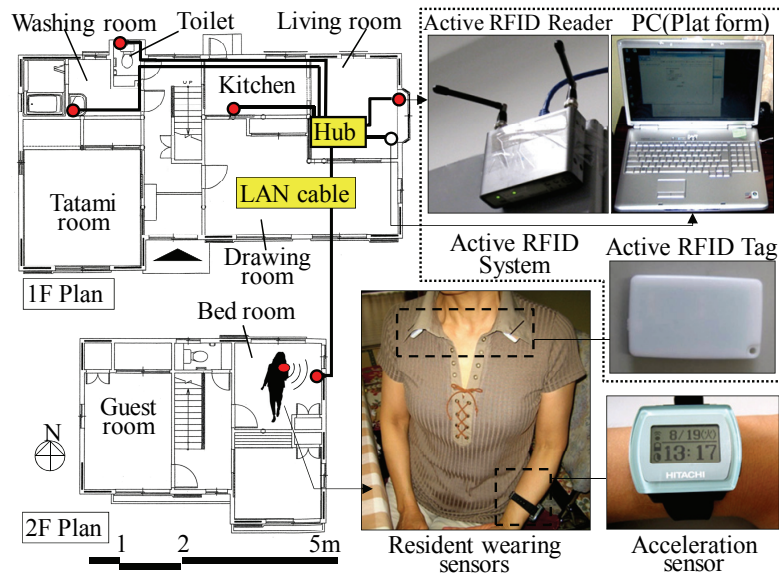 Washing room
Toilet
Living room
Kitchen
UP
Hub
LAN cable
Tatami
room
Drawing
room
1F Plan
Active RFID Reader
PC(Plat form)
Active RFID
System
Active RFID Tag
Bed room
Guest
room
N
2F Plan
1 2 5m
8/19(火)
13:17
HITACHI
Resident wearing
sensors
Acceleration
sensor